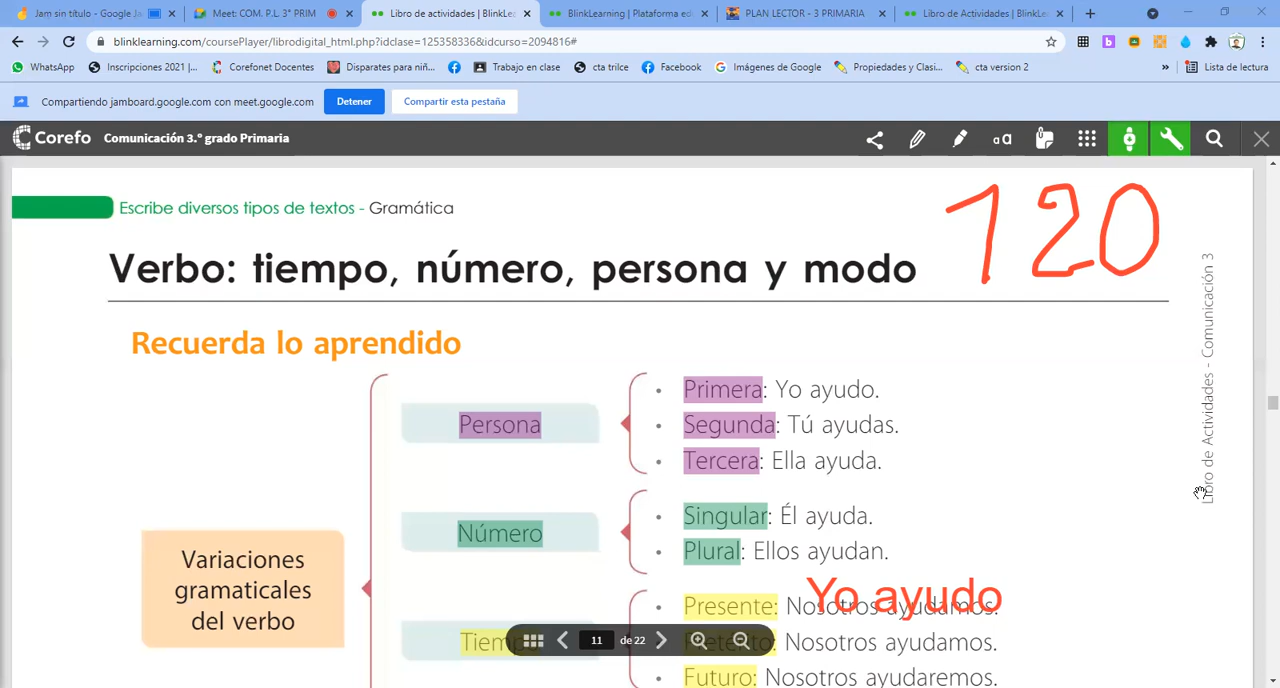 Jam sin título - Google Ja
Meet: COM. P.L. 3° PRIM
Libro de actividades | BlinkLe
BlinkLearning | Plataforma ed
PLAN LECTOR - 3 PRIMARIA
Libro de Actividades | BlinkLe
blinklearning.com/coursePlayer/librodigital_html.php?idclase=125358336&idcurso=2094816#
WhatsApp
Inscripciones 2021 |...
Corefonet Docentes
Disparates para niñ...
Trabajo en clase
cta trilce
Facebook
Imágenes de Google
Propiedades y Clasi...
cta version 2
»
Lista de lectura
Compartiendo jamboard.google.com con meet.google.com
Detener
Compartir esta pestaña
Corefo
Comunicación 3.º grado Primaria
aa
Escribe diversos tipos de textos - Gramática
120
Verbo: tiempo, número, persona y modo
Recuerda lo aprendido
Variaciones
gramaticales
del verbo
Persona
• Primera: Yo ayudo.
• Segunda: Tú ayudas.
• Tercera: Ella ayuda.
Número
• Singular: Él ayuda.
• Plural: Ellos ayudan.
Yo ayudo
Tiemp
Presente: Nosotros ayudamos.
Pretérito: Nosotros ayudamos.
Futuro: Nosotros ayudaremos.
11 de 22
Libro de Actividades - Comunicación 3